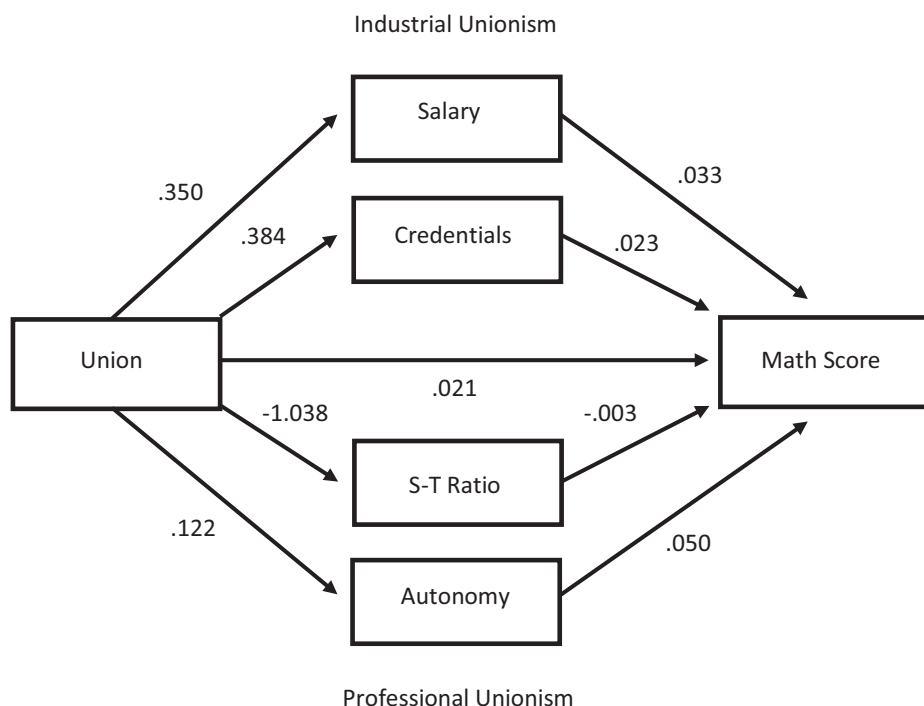 Industrial Unionism
Salary
.033
.350
.384
Credentials
.023
Union
Math Score
.021
-1.038
-.003
S-T Ratio
.122
.050
Autonomy
Professional Unionism